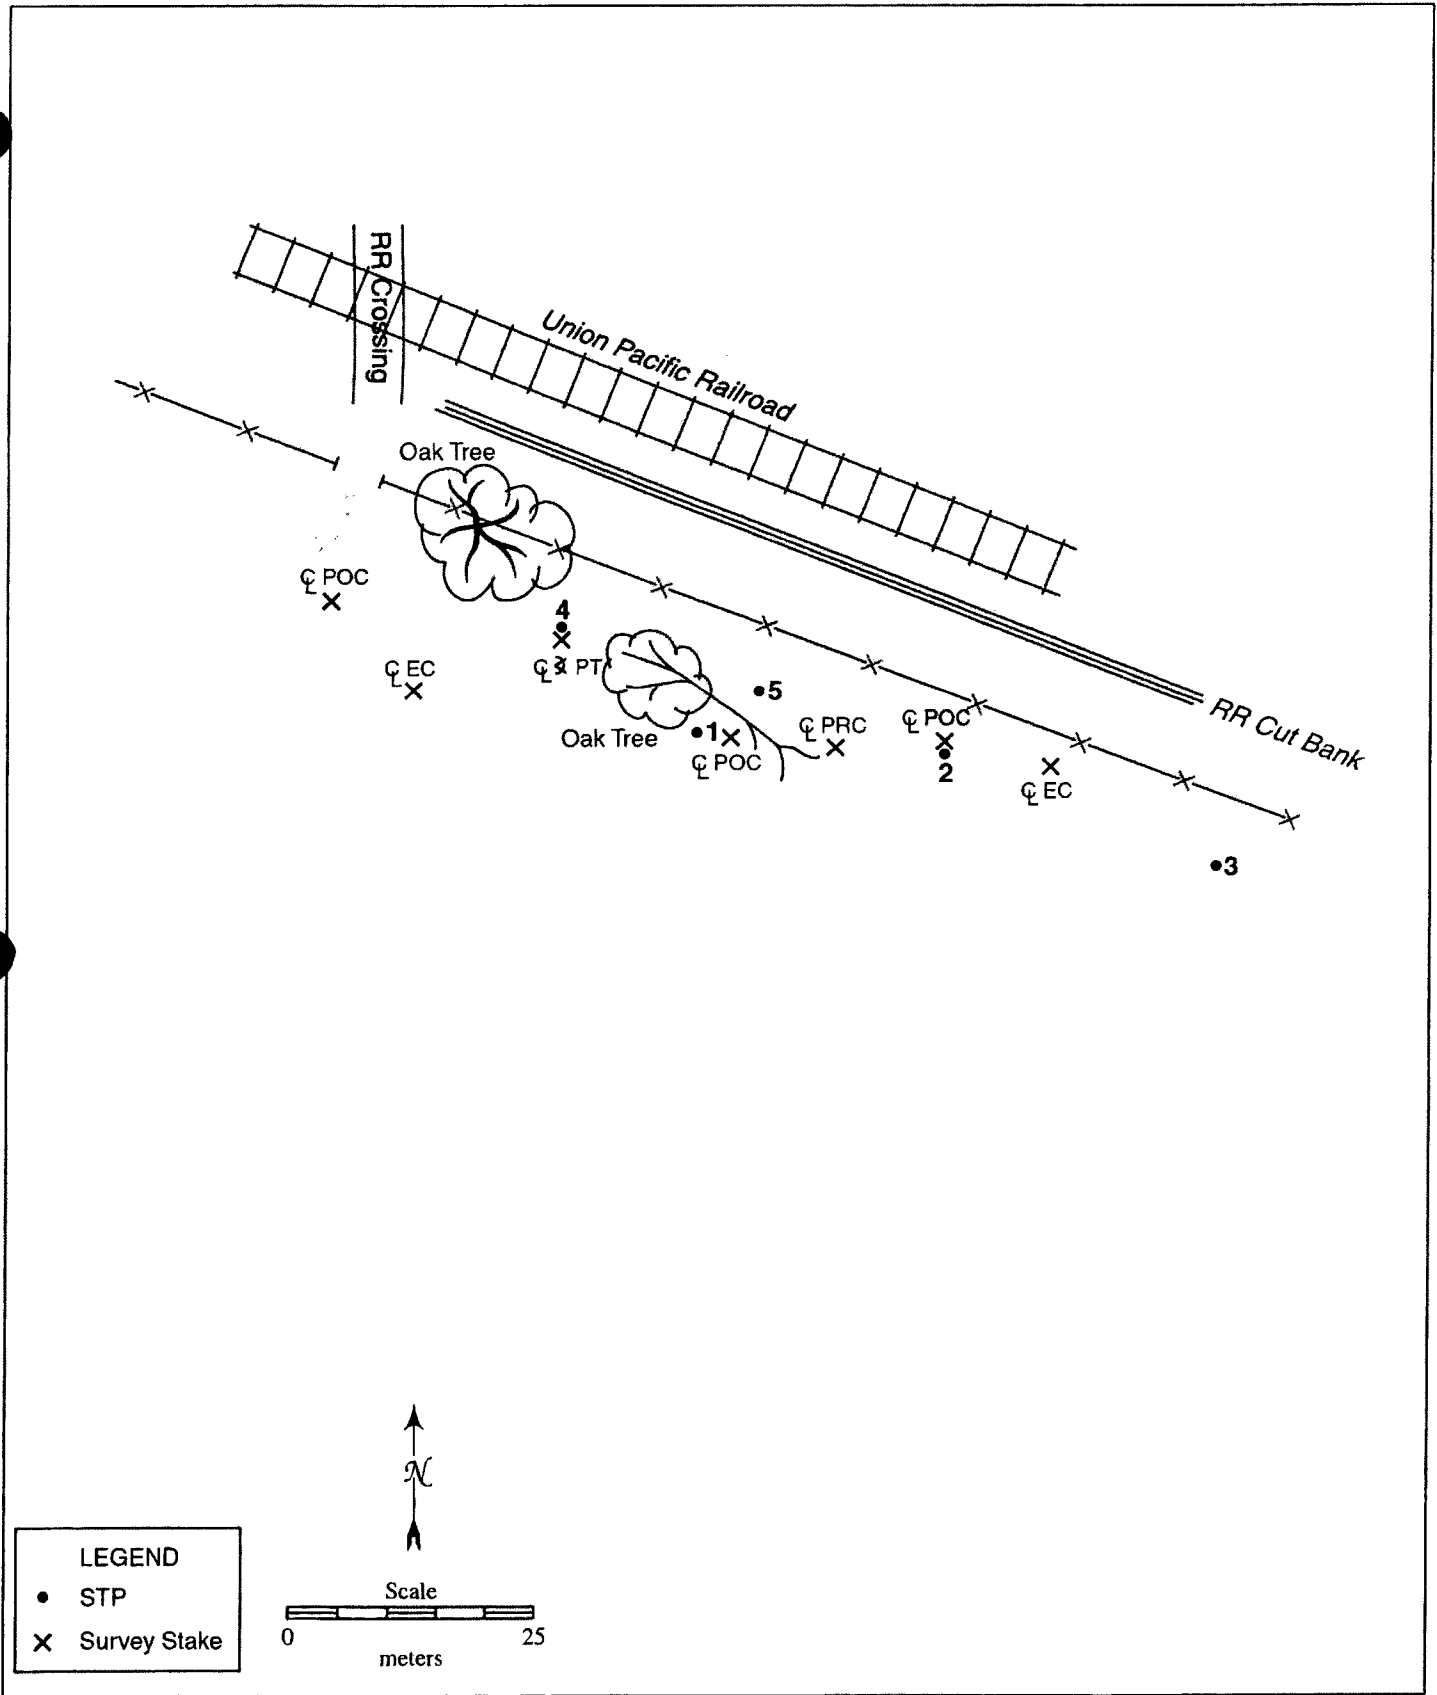 RR Crossing
Union Pacific Railroad
Oak Tree
℄ POC
4
℄ PT
℄ EC
5
Oak Tree
1
℄ POC
℄ PRC
℄ POC
2
℄ EC
RR Cut Bank
3
N
LEGEND
STP
Survey Stake
Scale
0 25
meters